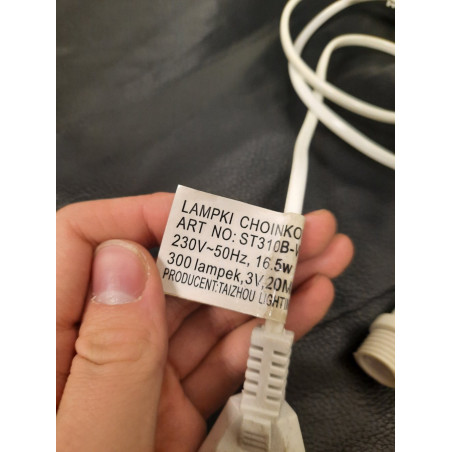 LAMPKI CHOINKO
ART NO: ST310B-W
230V~50Hz, 16.5w
300 lampek,3V,20M
PRODUCENT:TAIZHOU LIGHT